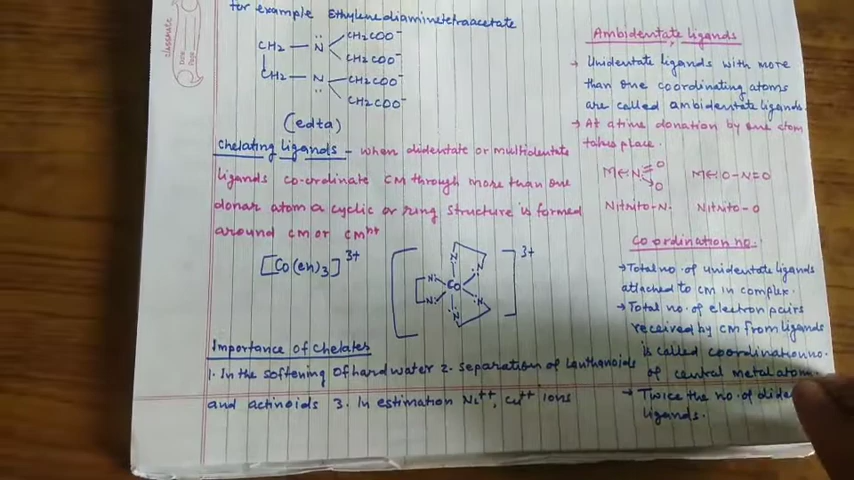 classmate
Date
Page
for example Ethylenediaminetetraacetate
CH2 — N̈ — CH2COO⁻
CH2COO⁻
CH2 — N̈ — CH2COO⁻
CH2COO⁻
(edta)
Chelating ligands - when didentate or multidentate
ligands co-ordinate CM through more than one
donar atom a cyclic or ring structure is formed
around CM or CMⁿ⁺
[Co(en)3]³⁺
[Co N N N N N N]³⁺
Importance of chelates
1. In the softening of hard water 2. separation of lanthanoids
and actinoids 3. In estimation Ni⁺⁺, Cu⁺⁺ ions
Ambidentate ligands
→ Unidentate ligands with more
than one coordinating atoms
are called ambidentate ligands.
→ At a time donation by one atom
takes place.
M←N=O →O
M←O-N=O
Nitrito-N.
Nitrito-O
Coordination no.
→ Total no. of unidentate ligands
attached to CM in complex.
→ Total no. of electron pairs
received by CM from ligands
is called coordination no.
of central metal atom.
→ Twice the no. of dide
ligands.